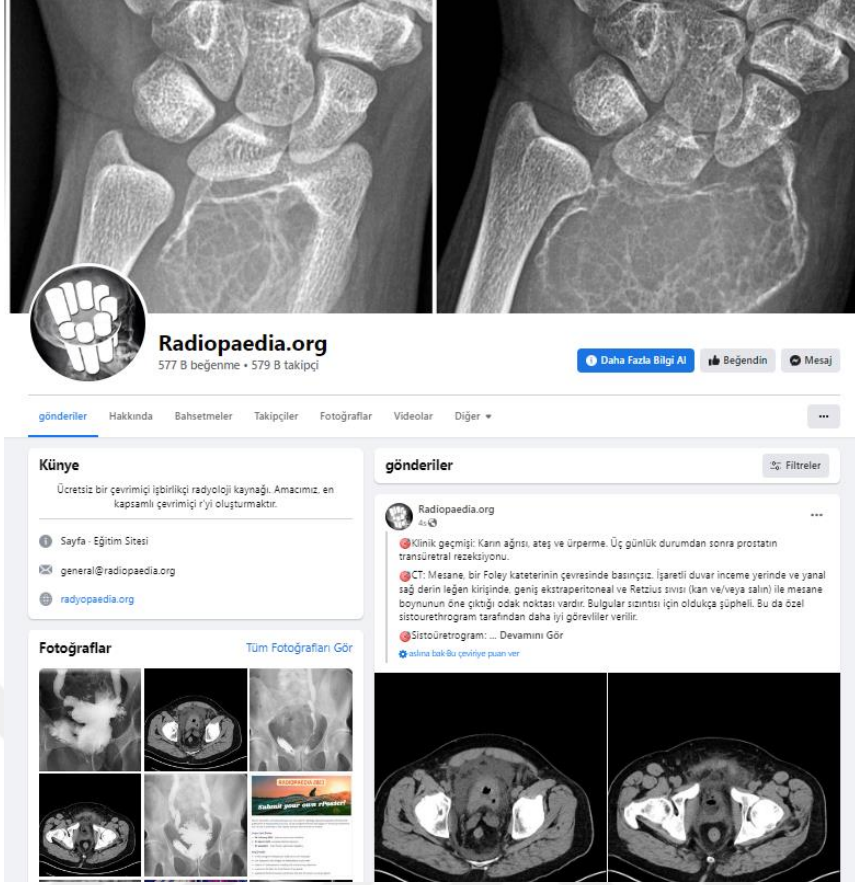 Radiopaedia.org
577 B beğenme • 579 B takipçi
Daha Fazla Bilgi Al
Beğendin
Mesaj
gönderiler
Hakkında
Bahsetmeler
Takipçiler
Fotoğraflar
Videolar
Diğer
Künye
Ücretsiz bir çevrimiçi işbirlikçi radyoloji kaynağı. Amacımız, en
kapsamlı çevrimiçi r'yi oluşturmaktır.
Sayfa · Eğitim Sitesi
general@radiopaedia.org
radyopaedia.org
Fotoğraflar
Tüm Fotoğrafları Gör
Submit your own rPoster!
gönderiler
Filtreler
Radiopaedia.org
4s
Klinik geçmişi: Karın ağrısı, ateş ve ürperme. Üç günlük durumdan sonra prostatın
transüretral rezeksiyonu.
CT: Mesane, bir Foley kateterinin çevresinde basınçsız. İşaretli duvar inceme yerinde ve yanal
sağ derin leğen kirişinde, geniş ekstraperitoneal ve Retzius sıvısı (kan ve/veya salın) ile mesane
boynunun öne çıktığı odak noktası vardır. Bulgular sızıntısı için oldukça şüpheli. Bu da özel
sistourethrogram tarafından daha iyi görevliler verilir.
Sistoüretrogram: ... Devamını Gör
aslına bak·Bu çeviriye puan ver